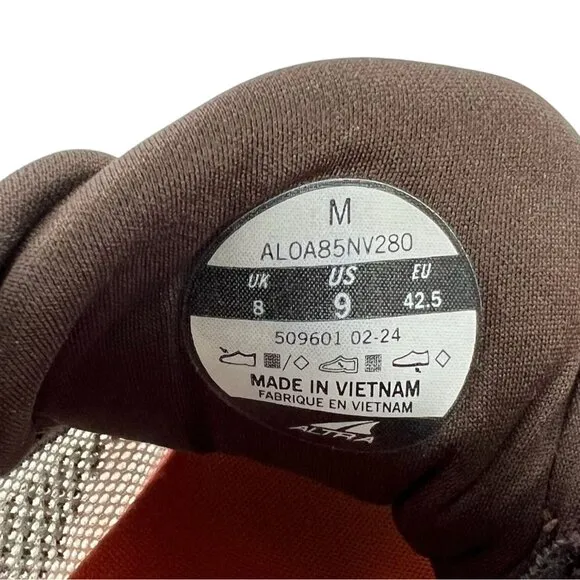 M
AL0A85NV280
UK US EU
8 9 42.5
509601 02-24
MADE IN VIETNAM
FABRIQUE EN VIETNAM
ALTRA